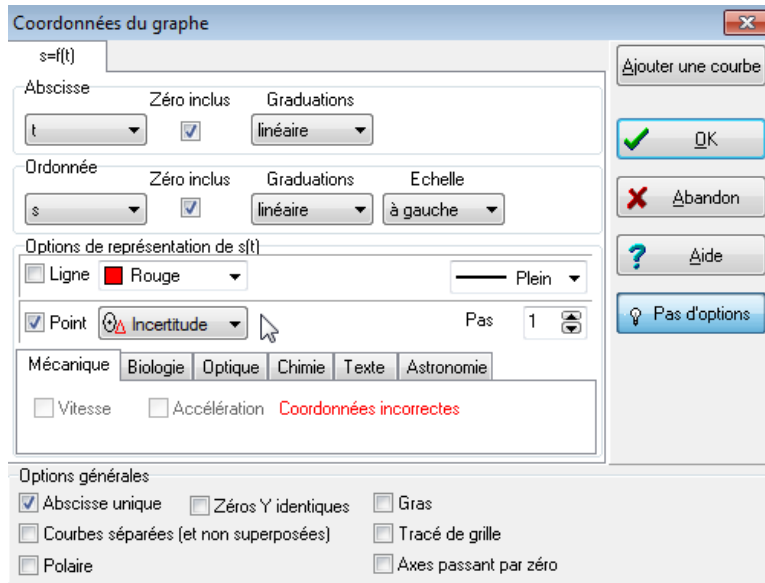 Coordonnées du graphe
s=f(t)
Ajouter une courbe
Abscisse
Zéro inclus Graduations
t linéaire
OK
Ordonnée
Zéro inclus Graduations Echelle
s linéaire à gauche
Abandon
Options de représentation de s(t)
Ligne Rouge Plein
Aide
Point Incertitude Pas 1
Pas d'options
Mécanique Biologie Optique Chimie Texte Astronomie
Vitesse Accélération Coordonnées incorrectes
Options générales
Abscisse unique Zéros Y identiques Gras
Courbes séparées (et non superposées) Tracé de grille
Polaire Axes passant par zéro